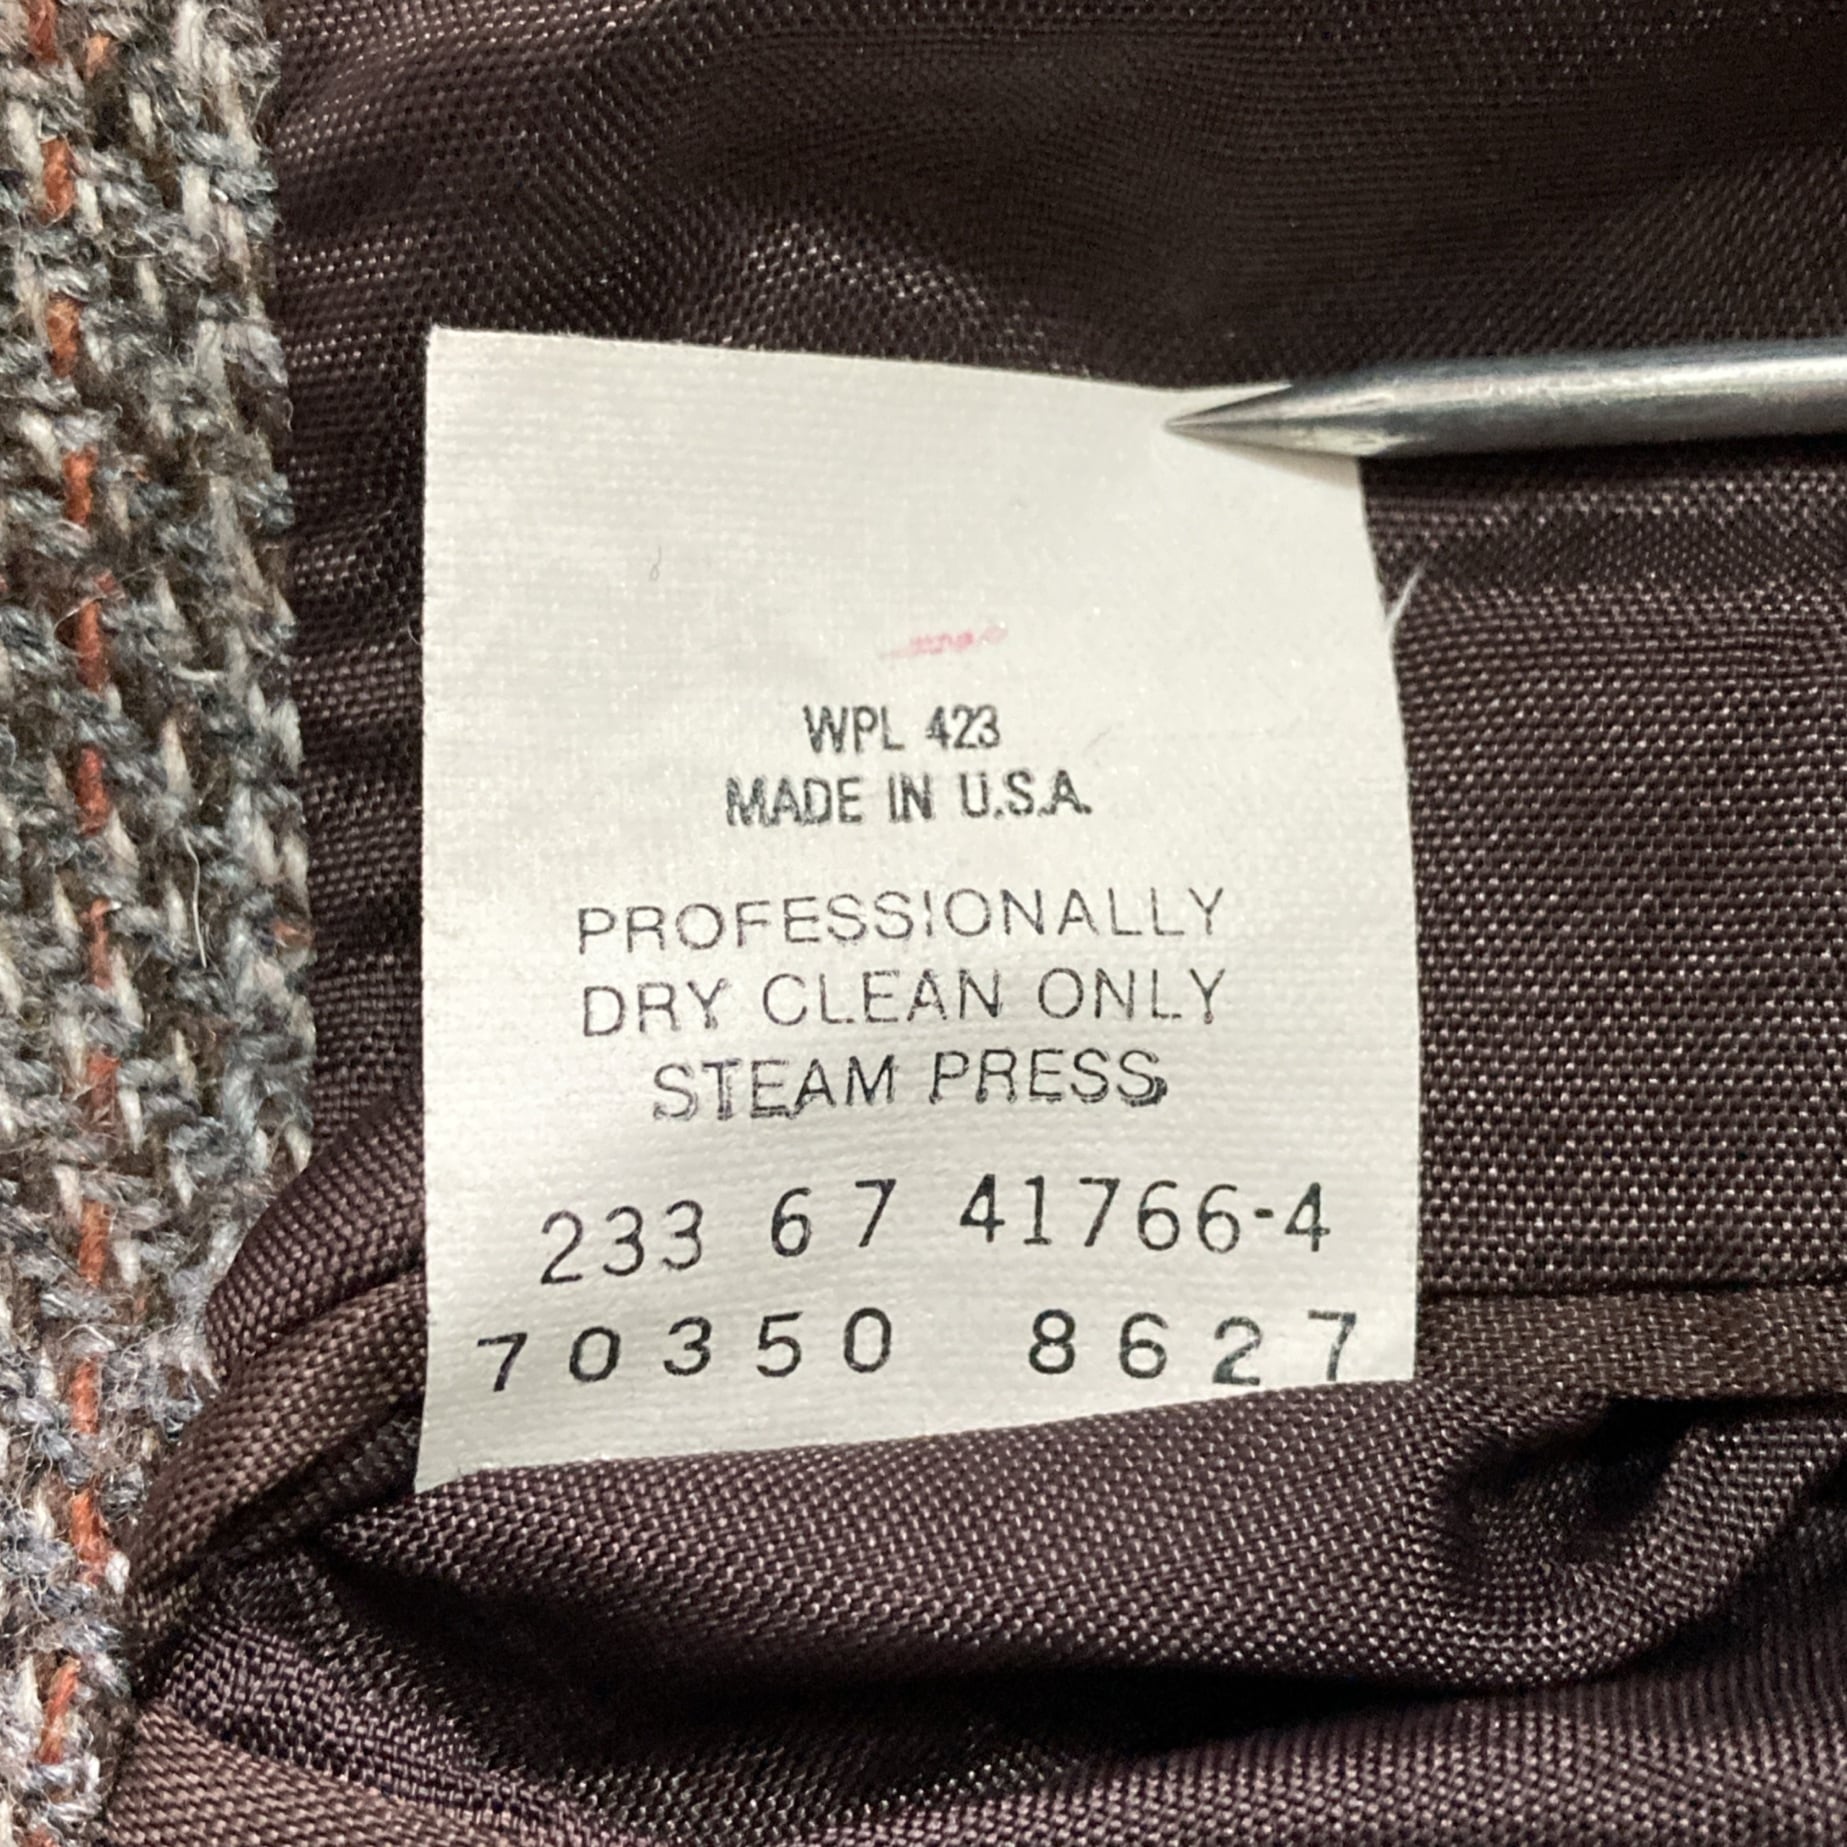 WPL 423
MADE IN U.S.A.
PROFESSIONALLY
DRY CLEAN ONLY
STEAM PRESS
233 67 41766-4
70350 8627